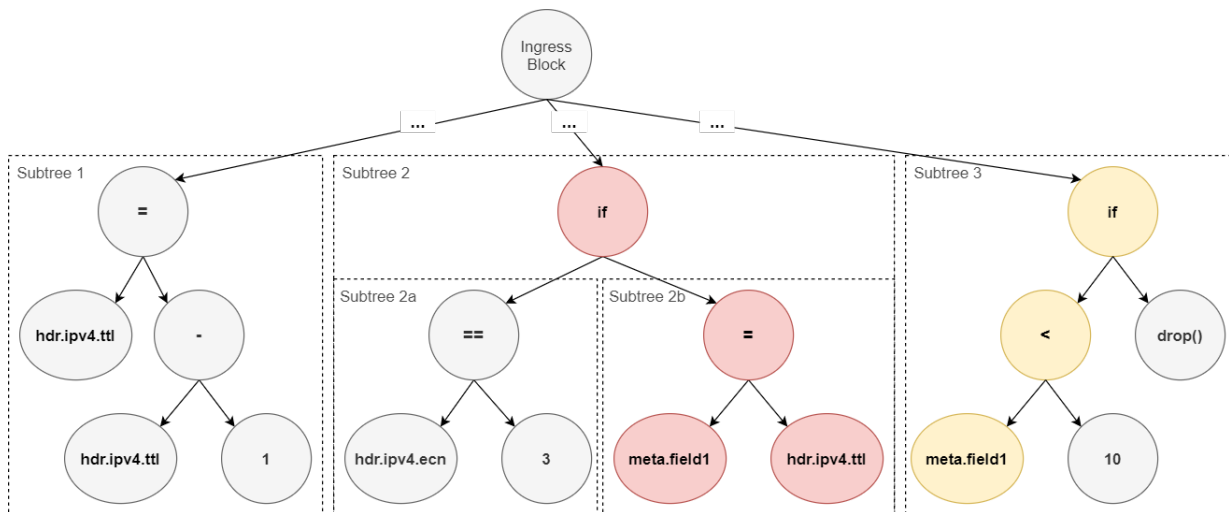 Ingress
Block
...
...
...
Subtree 1
Subtree 2
Subtree 3
=
if
if
Subtree 2a
Subtree 2b
hdr.ipv4.ttl
-
==
=
<
drop()
hdr.ipv4.ttl
1
hdr.ipv4.ecn
3
meta.field1
hdr.ipv4.ttl
meta.field1
10